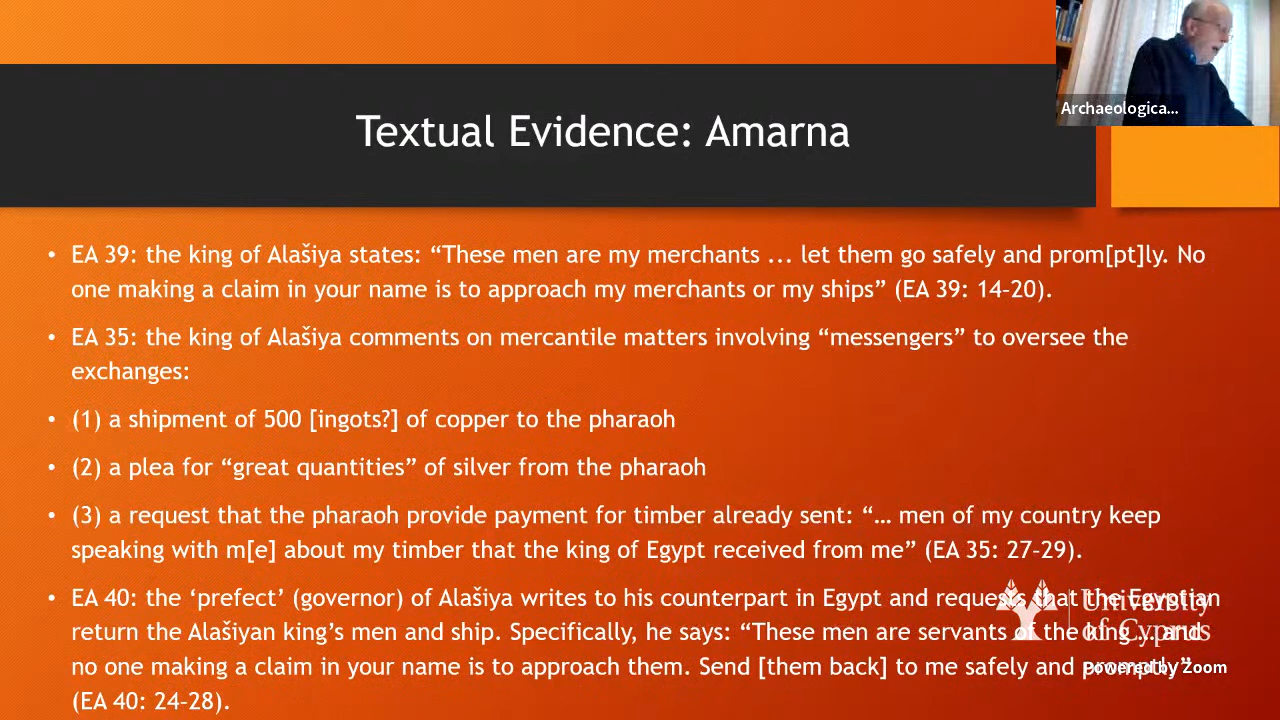 Archaeologica...
Textual Evidence: Amarna
• EA 39: the king of Alašiya states: “These men are my merchants ... let them go safely and prom[pt]ly. No
one making a claim in your name is to approach my merchants or my ships” (EA 39: 14-20).
• EA 35: the king of Alašiya comments on mercantile matters involving “messengers” to oversee the
exchanges:
• (1) a shipment of 500 [ingots?] of copper to the pharaoh
• (2) a plea for “great quantities” of silver from the pharaoh
• (3) a request that the pharaoh provide payment for timber already sent: “… men of my country keep
speaking with m[e] about my timber that the king of Egypt received from me” (EA 35: 27-29).
• EA 40: the ‘prefect’ (governor) of Alašiya writes to his counterpart in Egypt and requests that the Egyptian
return the Alašiyan king’s men and ship. Specifically, he says: “These men are servants of the king ... and
no one making a claim in your name is to approach them. Send [them back] to me safely and promptly”
(EA 40: 24-28).
University
of Cyprus
Powered by Zoom